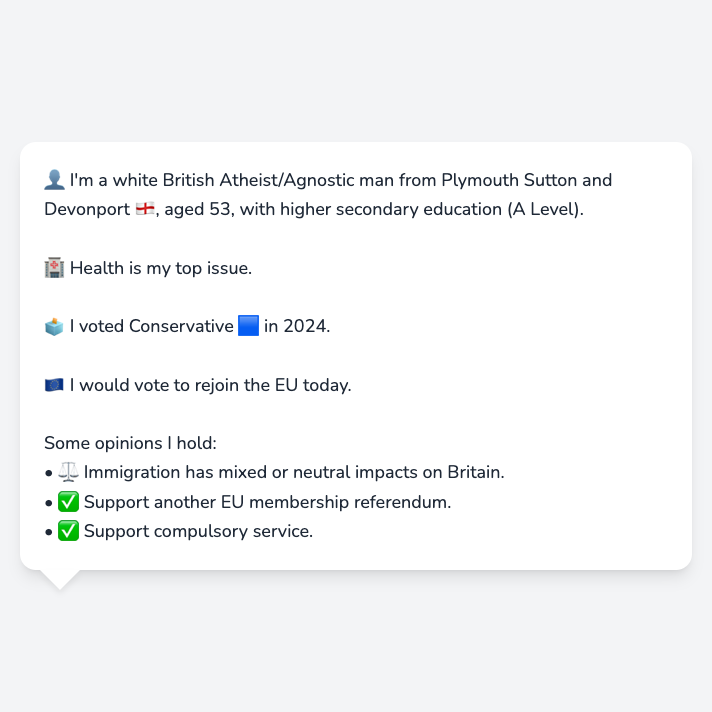 👤 I'm a white British Atheist/Agnostic man from Plymouth Sutton and
Devonport 🏴󠁧󠁢󠁥󠁮󠁧󠁿, aged 53, with higher secondary education (A Level).
🏥 Health is my top issue.
🗳️ I voted Conservative 🟦 in 2024.
🇪🇺 I would vote to rejoin the EU today.
Some opinions I hold:
• ⚖️ Immigration has mixed or neutral impacts on Britain.
• ✅ Support another EU membership referendum.
• ✅ Support compulsory service.